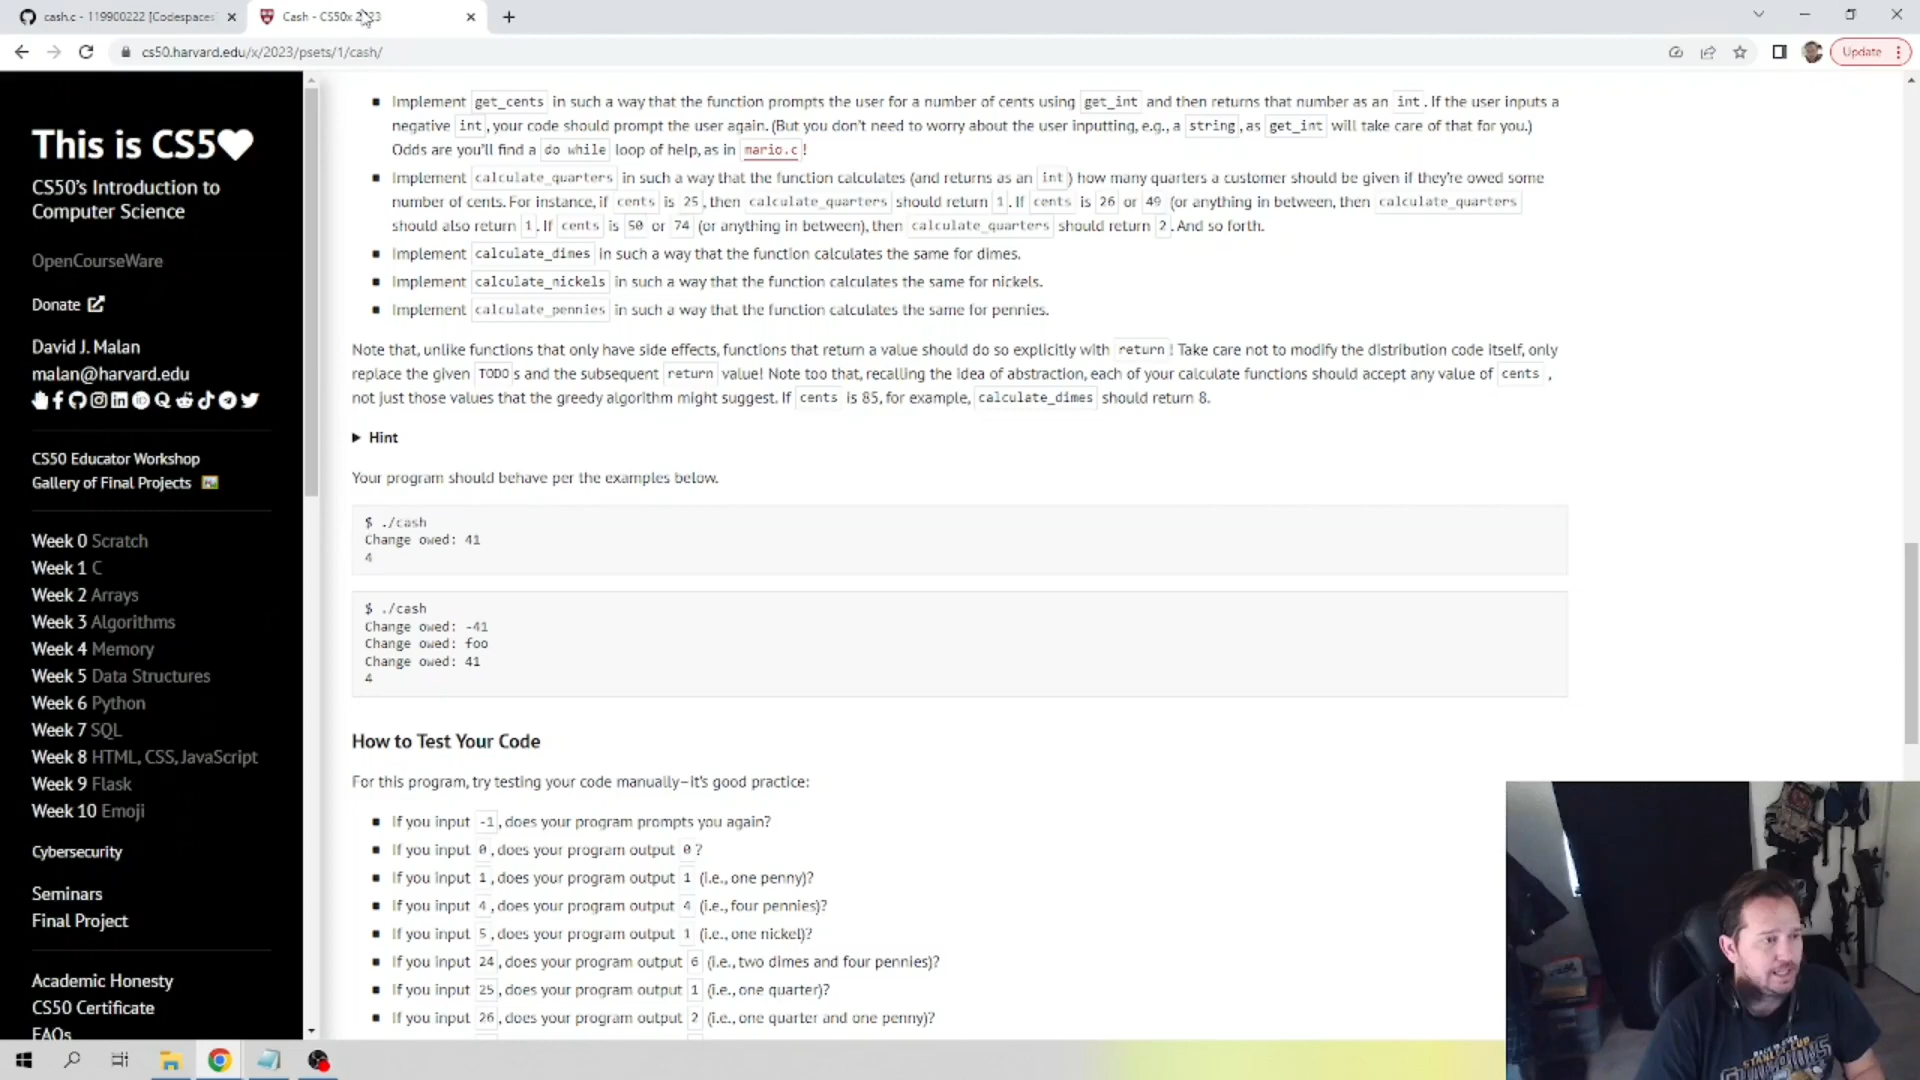 cash.c - 119900222 [Codespaces
Cash - CS50x 2023
cs50.harvard.edu/x/2023/psets/1/cash/
Update
This is CS5
CS50's Introduction to
Computer Science
OpenCourseWare
Donate
David J. Malan
malan@harvard.edu
CS50 Educator Workshop
Gallery of Final Projects
Week 0 Scratch
Week 1 C
Week 2 Arrays
Week 3 Algorithms
Week 4 Memory
Week 5 Data Structures
Week 6 Python
Week 7 SQL
Week 8 HTML, CSS, JavaScript
Week 9 Flask
Week 10 Emoji
Cybersecurity
Seminars
Final Project
Academic Honesty
CS50 Certificate
FAQs
Implement get_cents in such a way that the function prompts the user for a number of cents using get_int and then returns that number as an int. If the user inputs a
negative int, your code should prompt the user again. (But you don't need to worry about the user inputting, e.g., a string, as get_int will take care of that for you.)
Odds are you'll find a do while loop of help, as in mario.c!
Implement calculate_quarters in such a way that the function calculates (and returns as an int) how many quarters a customer should be given if they're owed some
number of cents. For instance, if cents is 25, then calculate_quarters should return 1. If cents is 26 or 49 (or anything in between, then calculate_quarters
should also return 1. If cents is 50 or 74 (or anything in between), then calculate_quarters should return 2. And so forth.
Implement calculate_dimes in such a way that the function calculates the same for dimes.
Implement calculate_nickels in such a way that the function calculates the same for nickels.
Implement calculate_pennies in such a way that the function calculates the same for pennies.
Note that, unlike functions that only have side effects, functions that return a value should do so explicitly with return! Take care not to modify the distribution code itself, only
replace the given TODOs and the subsequent return value! Note too that, recalling the idea of abstraction, each of your calculate functions should accept any value of cents,
not just those values that the greedy algorithm might suggest. If cents is 85, for example, calculate_dimes should return 8.
Hint
Your program should behave per the examples below.
$ ./cash
Change owed: 41
4
$ ./cash
Change owed: -41
Change owed: foo
Change owed: 41
4
How to Test Your Code
For this program, try testing your code manually–it's good practice:
If you input -1, does your program prompts you again?
If you input 0, does your program output 0?
If you input 1, does your program output 1 (i.e., one penny)?
If you input 4, does your program output 4 (i.e., four pennies)?
If you input 5, does your program output 1 (i.e., one nickel)?
If you input 24, does your program output 6 (i.e., two dimes and four pennies)?
If you input 25, does your program output 1 (i.e., one quarter)?
If you input 26, does your program output 2 (i.e., one quarter and one penny)?